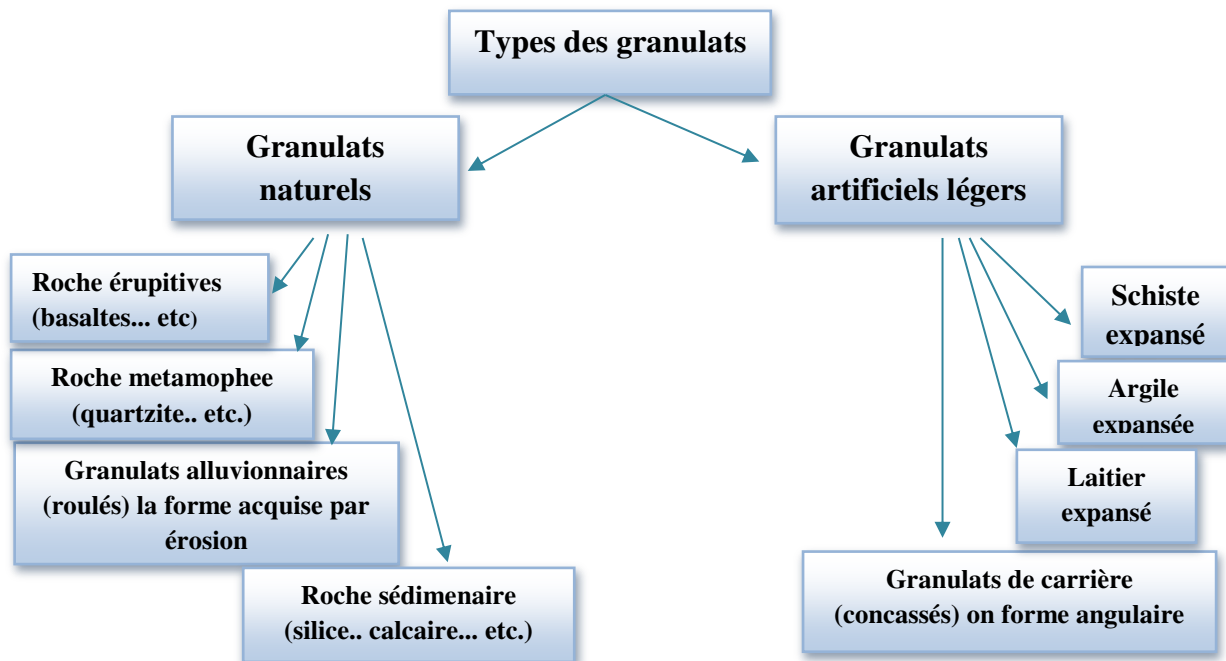 Types des granulats
Granulats
naturels
Granulats
artificiels légers
Roche érupitives
(basaltes... etc)
Roche metamophee
(quartzite.. etc.)
Granulats alluvionnaires
(roulés) la forme acquise par
érosion
Roche sédimenaire
(silice.. calcaire... etc.)
Schiste
expansé
Argile
expansée
Laitier
expansé
Granulats de carrière
(concassés) on forme angulaire